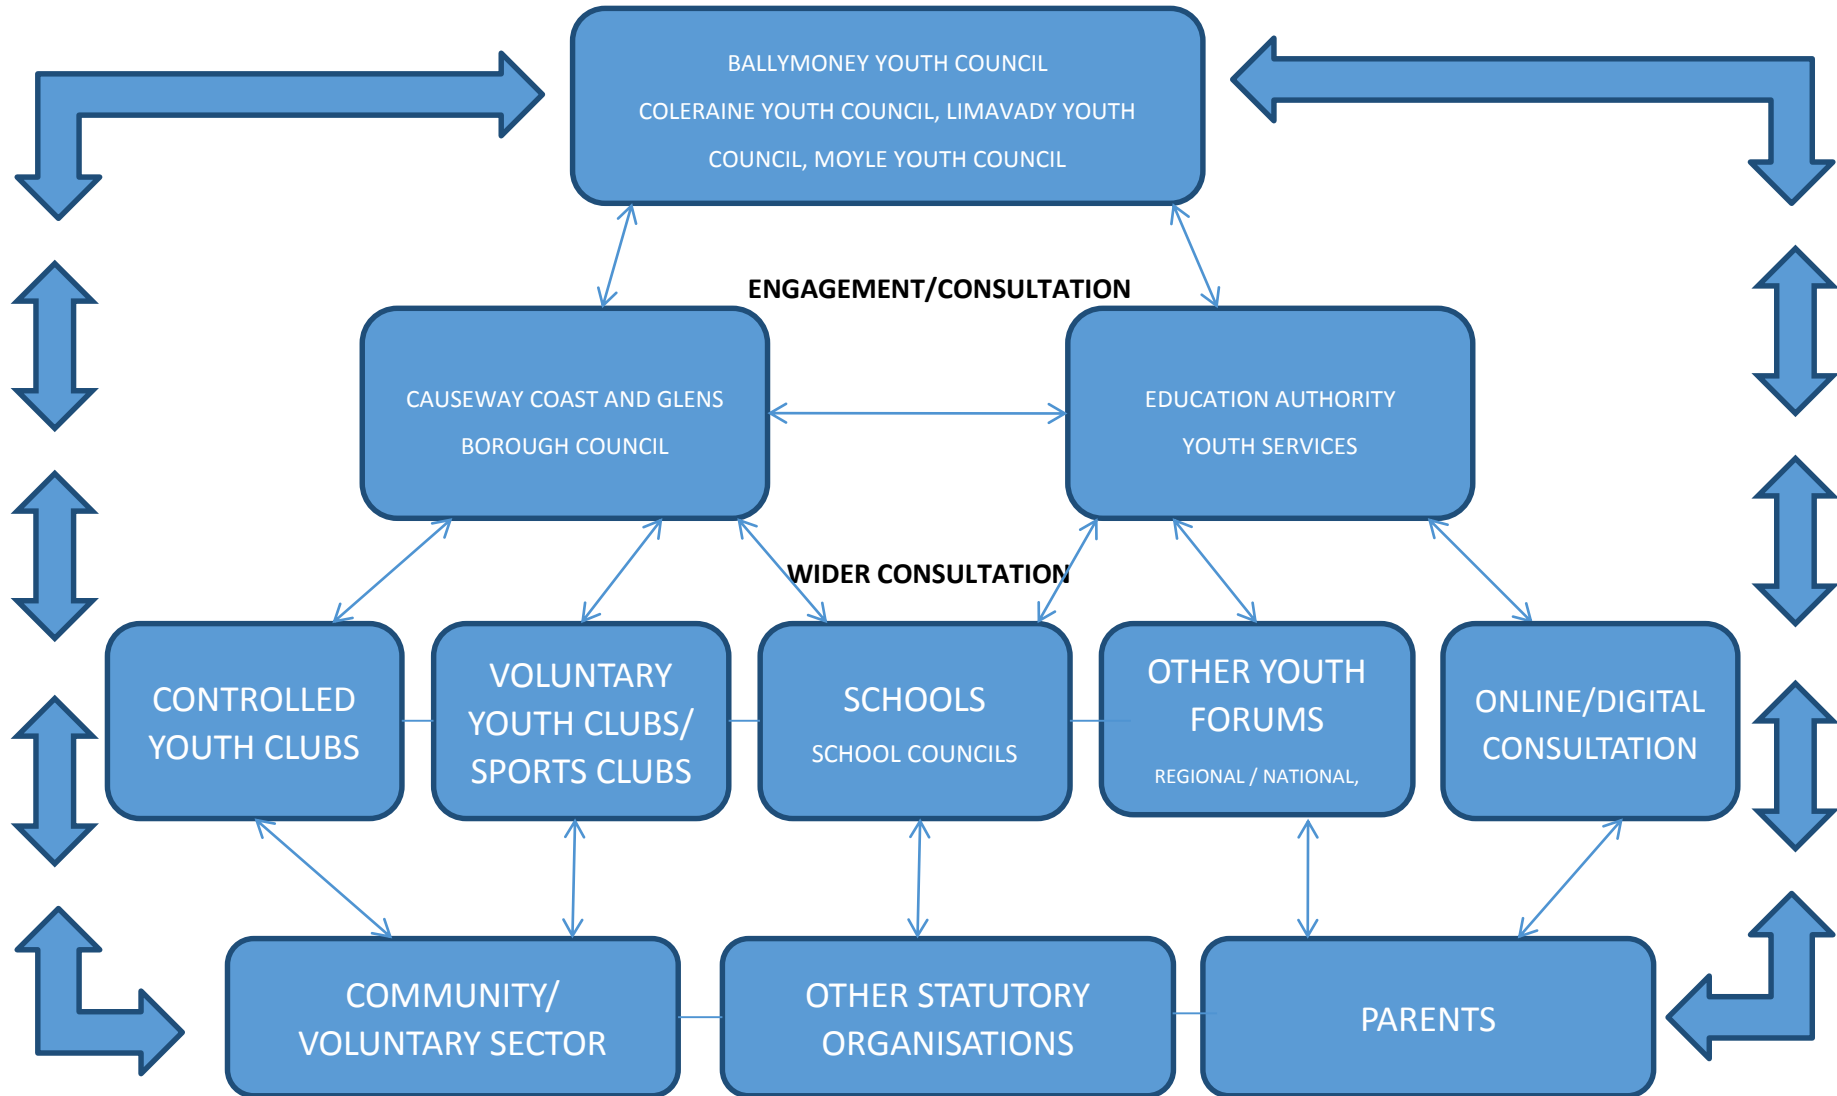 BALLYMONEY YOUTH COUNCIL
COLERAINE YOUTH COUNCIL, LIMAVADY YOUTH
COUNCIL, MOYLE YOUTH COUNCIL
ENGAGEMENT/CONSULTATION
CAUSEWAY COAST AND GLENS
BOROUGH COUNCIL
EDUCATION AUTHORITY
YOUTH SERVICES
WIDER CONSULTATION
CONTROLLED
YOUTH CLUBS
VOLUNTARY
YOUTH CLUBS/
SPORTS CLUBS
SCHOOLS
SCHOOL COUNCILS
OTHER YOUTH
FORUMS
REGIONAL / NATIONAL,
ONLINE/DIGITAL
CONSULTATION
COMMUNITY/
VOLUNTARY SECTOR
OTHER STATUTORY
ORGANISATIONS
PARENTS